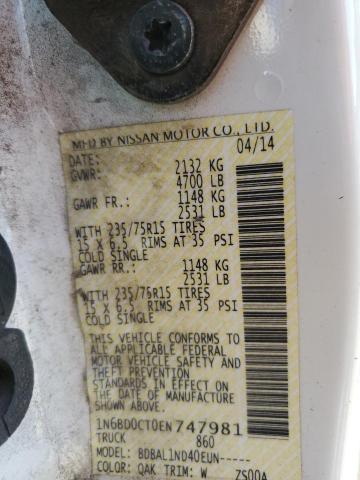 MFD BY NISSAN MOTOR CO., LTD.
DATE: 04/14
GVWR: 2132 KG
4700 LB
GAWR FR.: 1148 KG
2531 LB
WITH 235/75R15 TIRES
15 X 6.5 RIMS AT 35 PSI
COLD SINGLE
GAWR RR.: 1148 KG
2531 LB
WITH 235/75R15 TIRES
15 X 6.5 RIMS AT 35 PSI
COLD SINGLE
THIS VEHICLE CONFORMS TO
ALL APPLICABLE FEDERAL
MOTOR VEHICLE SAFETY AND
THEFT PREVENTION
STANDARDS IN EFFECT ON
THE DATE OF MANUFACTURE
SHOWN ABOVE.
1N6BD0CT0EN747981
TRUCK 860
MODEL: BDBAL1ND40EUN-----
COLOR: QAK TRIM: W ZS00A